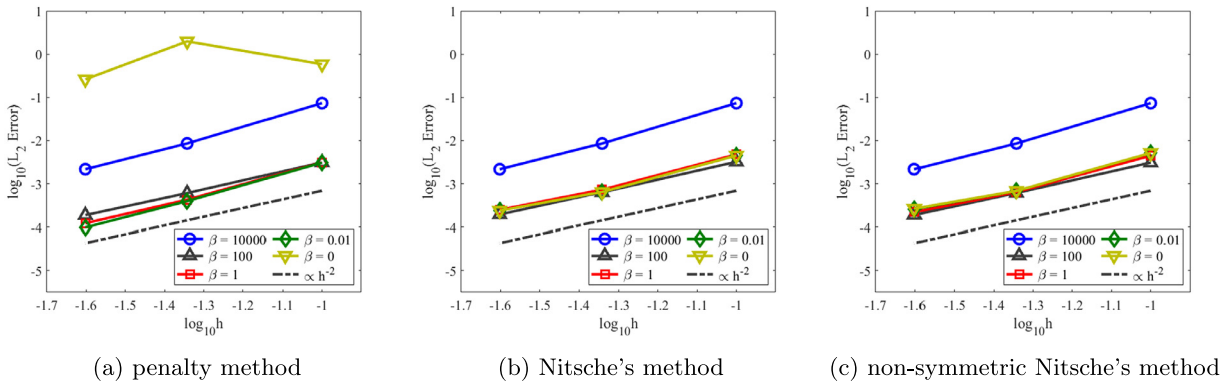 1
0
-1
-2
-3
-4
-5
log10(L2 Error)
-1.7 -1.6 -1.5 -1.4 -1.3 -1.2 -1.1 -1
log10h
β = 10000
β = 100
β = 1
β = 0.01
β = 0
∝ h-2
(a) penalty method
1
0
-1
-2
-3
-4
-5
log10(L2 Error)
-1.7 -1.6 -1.5 -1.4 -1.3 -1.2 -1.1 -1
log10h
β = 10000
β = 100
β = 1
β = 0.01
β = 0
∝ h-2
(b) Nitsche's method
1
0
-1
-2
-3
-4
-5
log10(L2 Error)
-1.7 -1.6 -1.5 -1.4 -1.3 -1.2 -1.1 -1
log10h
β = 10000
β = 100
β = 1
β = 0.01
β = 0
∝ h-2
(c) non-symmetric Nitsche's method